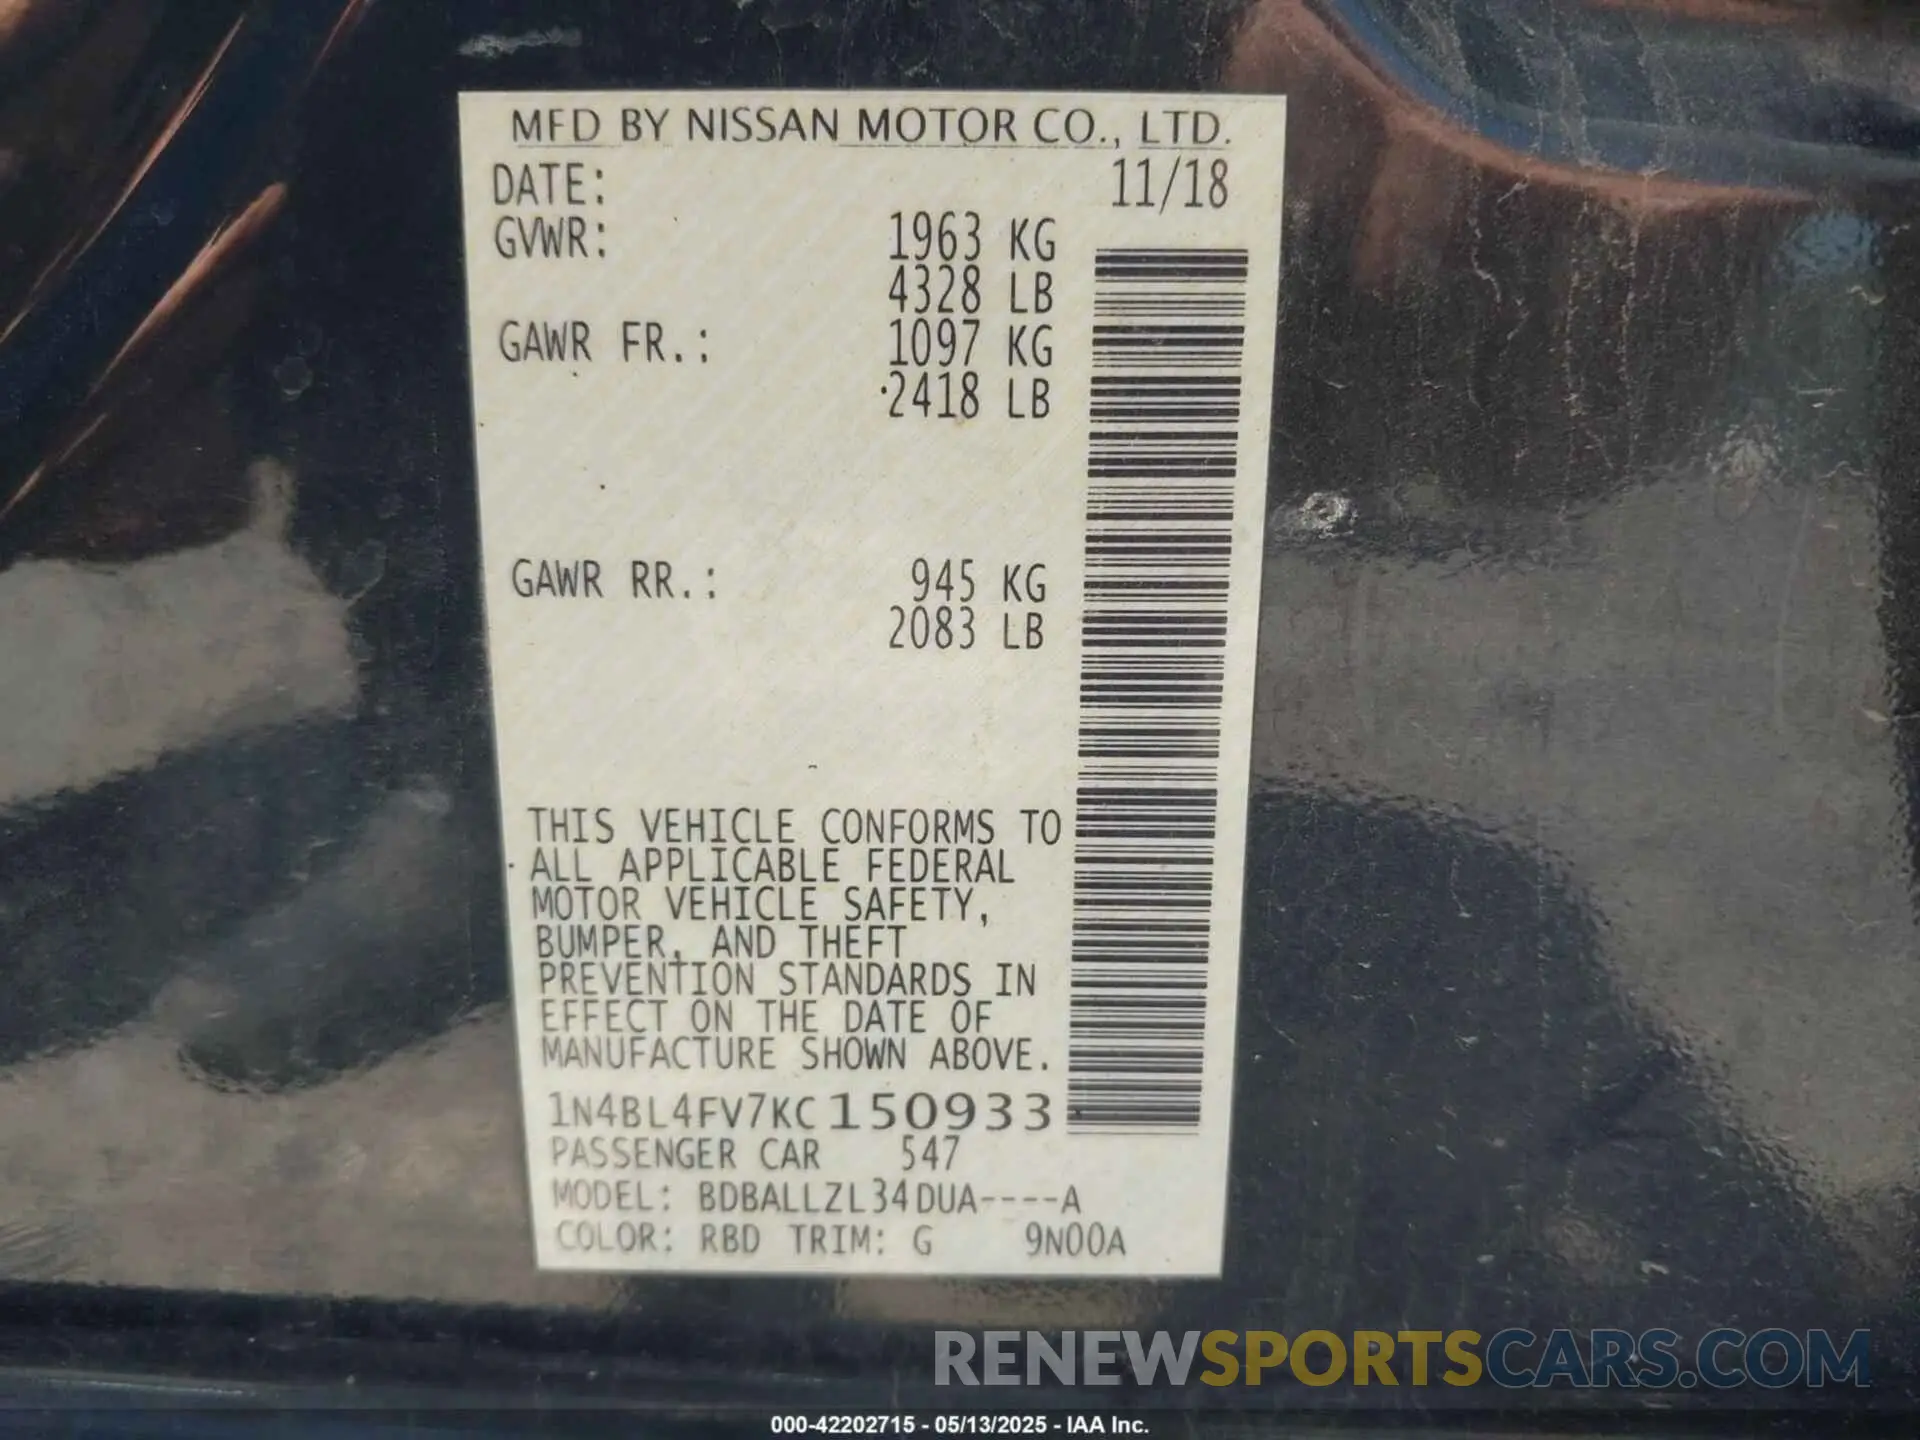 MFD BY NISSAN MOTOR CO., LTD.
DATE: 11/18
GVWR: 1963 KG
4328 LB
GAWR FR.: 1097 KG
2418 LB
GAWR RR.: 945 KG
2083 LB
THIS VEHICLE CONFORMS TO
ALL APPLICABLE FEDERAL
MOTOR VEHICLE SAFETY,
BUMPER, AND THEFT
PREVENTION STANDARDS IN
EFFECT ON THE DATE OF
MANUFACTURE SHOWN ABOVE.
1N4BL4FV7KC150933
PASSENGER CAR 547
MODEL: BDBALLZL34DUA----A
COLOR: RBD TRIM: G 9N00A
RENEWSPORTSCARS.COM
000-42202715 - 05/13/2025 - IAA Inc.